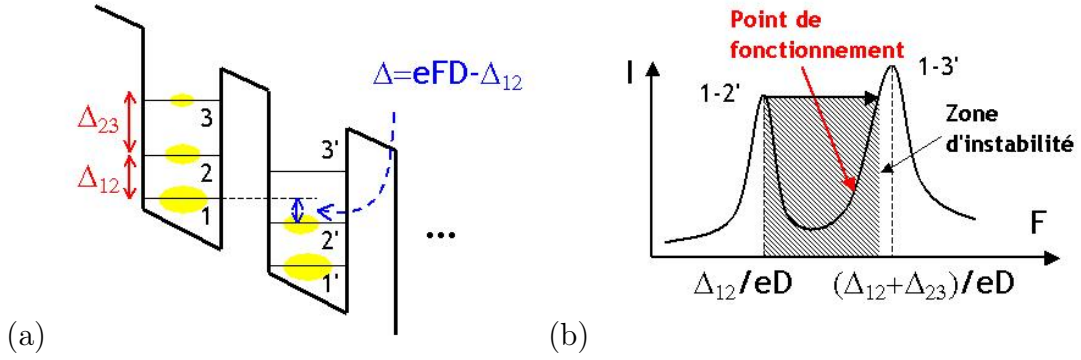 Δ=eFD-Δ12
Δ23
Δ12
3
2
1
3'
2'
1'
...
(a)
Point de
fonctionnement
I
1-2'
1-3'
Zone
d'instabilité
F
Δ12/eD
(Δ12+Δ23)/eD
(b)